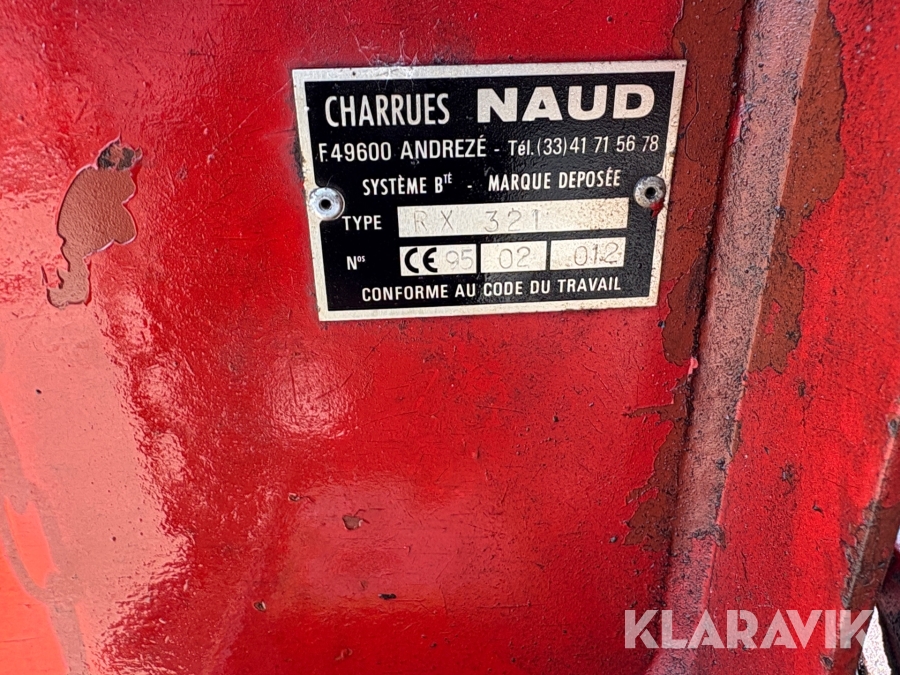 CHARRUES NAUD
F.49600 ANDREZÉ - Tél.(33)41 71 56 78
SYSTÈME BTÉ - MARQUE DEPOSÉE
TYPE RX 321
Nos CE 95 02 012
CONFORME AU CODE DU TRAVAIL
KLARAVIK